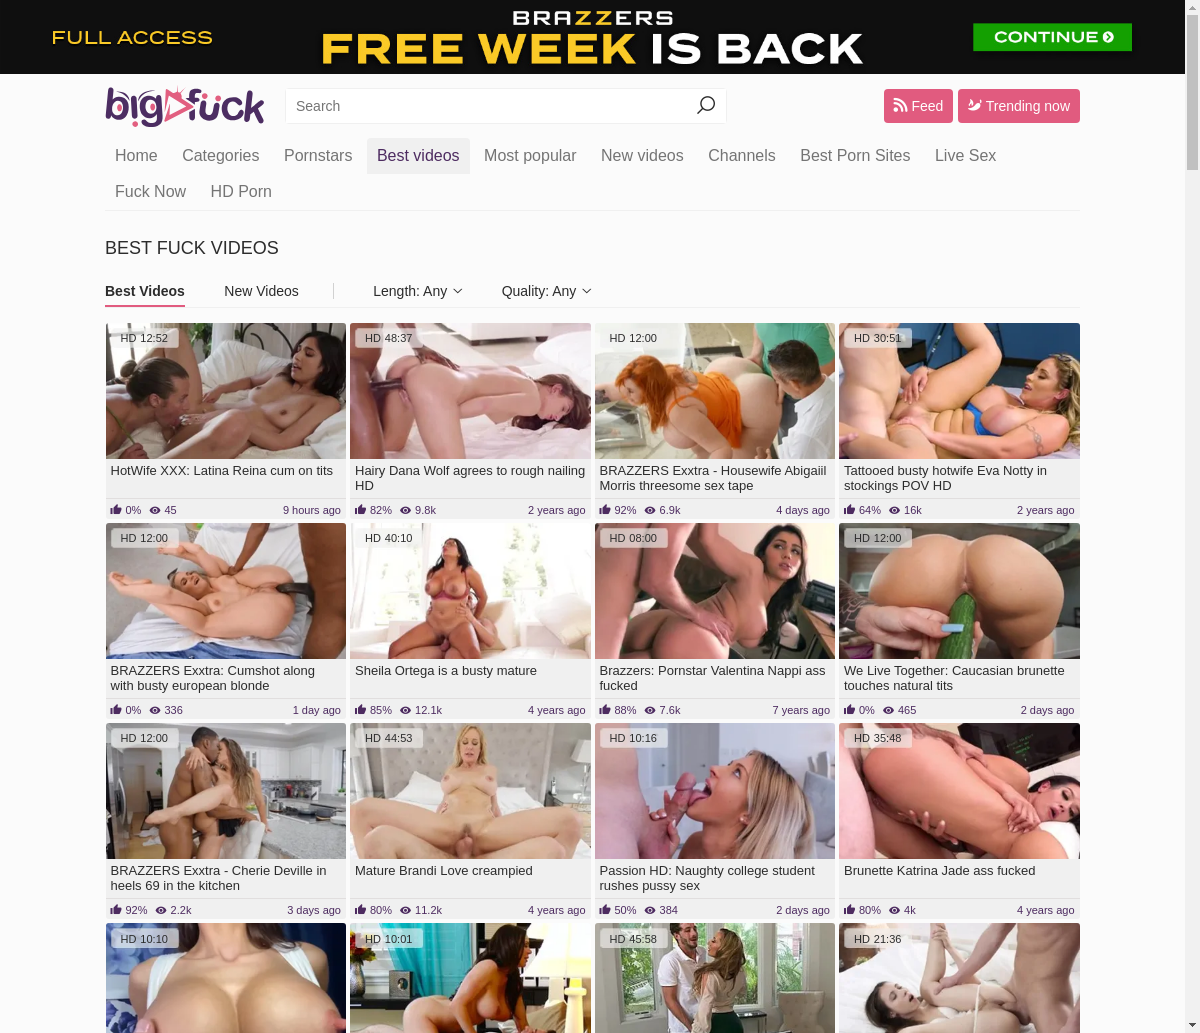 FULL ACCESS
BRAZZERS
FREE WEEK IS BACK
CONTINUE
bigfuck
Search
Feed
Trending now
Home Categories Pornstars Best videos Most popular New videos Channels Best Porn Sites Live Sex
Fuck Now HD Porn
BEST FUCK VIDEOS
Best Videos New Videos Length: Any Quality: Any
HD 12:52 HD 48:37 HD 12:00 HD 30:51
HotWife XXX: Latina Reina cum on tits
Hairy Dana Wolf agrees to rough nailing
HD
BRAZZERS Exxtra - Housewife Abigaiil
Morris threesome sex tape
Tattooed busty hotwife Eva Notty in
stockings POV HD
0% 45 9 hours ago
82% 9.8k 2 years ago
92% 6.9k 4 days ago
64% 16k 2 years ago
HD 12:00 HD 40:10 HD 08:00 HD 12:00
BRAZZERS Exxtra: Cumshot along
with busty european blonde
Sheila Ortega is a busty mature
Brazzers: Pornstar Valentina Nappi ass
fucked
We Live Together: Caucasian brunette
touches natural tits
0% 336 1 day ago
85% 12.1k 4 years ago
88% 7.6k 7 years ago
0% 465 2 days ago
HD 12:00 HD 44:53 HD 10:16 HD 35:48
BRAZZERS Exxtra - Cherie Deville in
heels 69 in the kitchen
Mature Brandi Love creampied
Passion HD: Naughty college student
rushes pussy sex
Brunette Katrina Jade ass fucked
92% 2.2k 3 days ago
80% 11.2k 4 years ago
50% 384 2 days ago
80% 4k 4 years ago
HD 10:10 HD 10:01 HD 45:58 HD 21:36